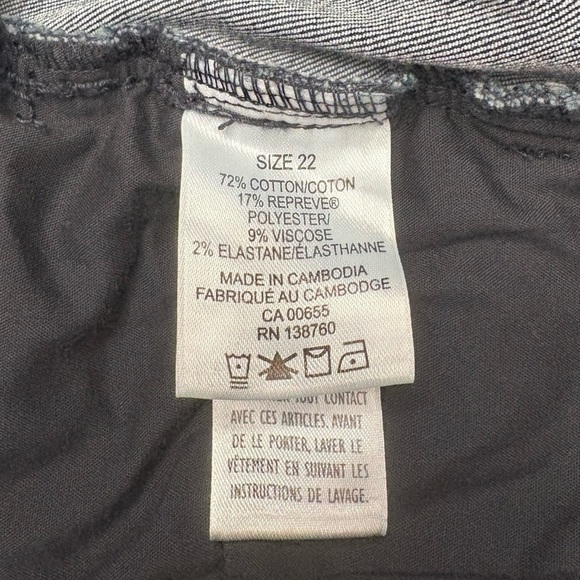 SIZE 22
72% COTTON/COTON
17% REPREVE®
POLYESTER/
9% VISCOSE
2% ELASTANE/ÉLASTHANNE
MADE IN CAMBODIA
FABRIQUÉ AU CAMBODGE
CA 00655
RN 138760
TOUT CONTACT
AVEC CES ARTICLES. AVANT
DE LE PORTER, LAVER LE
VÊTEMENT EN SUIVANT LES
INSTRUCTIONS DE LAVAGE.